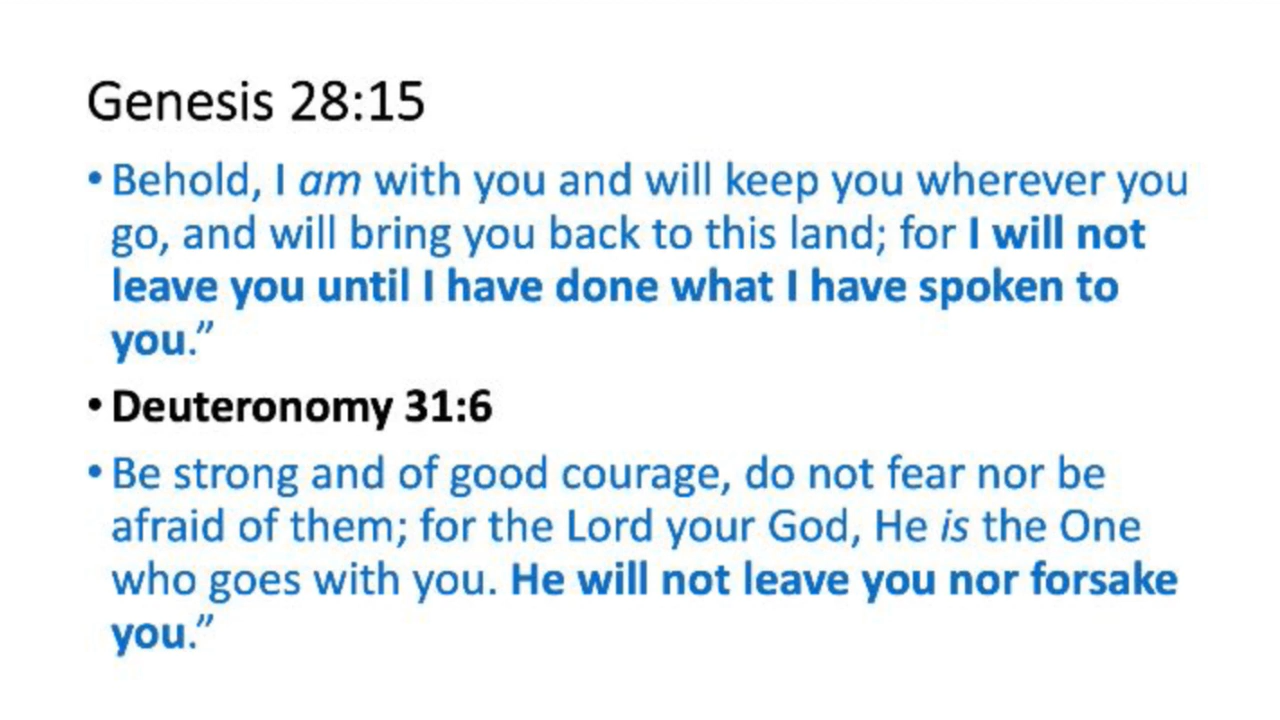 Genesis 28:15
• Behold, I am with you and will keep you wherever you
go, and will bring you back to this land; for I will not
leave you until I have done what I have spoken to
you.”
• Deuteronomy 31:6
• Be strong and of good courage, do not fear nor be
afraid of them; for the Lord your God, He is the One
who goes with you. He will not leave you nor forsake
you.”